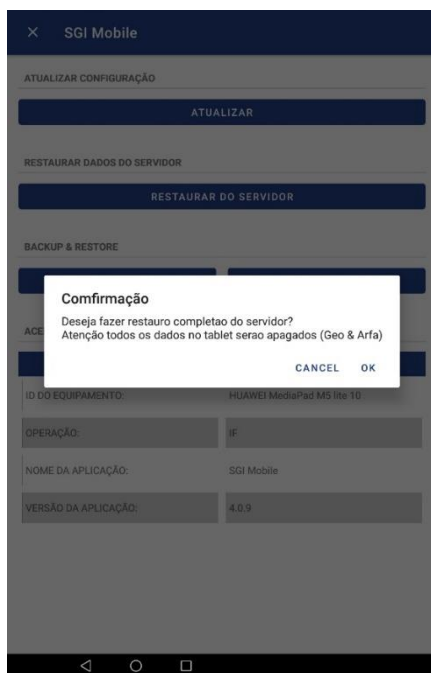 SGI Mobile
ATUALIZAR CONFIGURAÇÃO
ATUALIZAR
RESTAURAR DADOS DO SERVIDOR
RESTAURAR DO SERVIDOR
BACKUP & RESTORE
Comfirmação
Deseja fazer restauro completao do servidor?
Atenção todos os dados no tablet serao apagados (Geo & Arfa)
CANCEL OK
ACE
ID DO EQUIPAMENTO: HUAWEI MediaPad M5 lite 10
OPERAÇÃO: IF
NOME DA APLICAÇÃO: SGI Mobile
VERSÃO DA APLICAÇÃO: 4.0.9